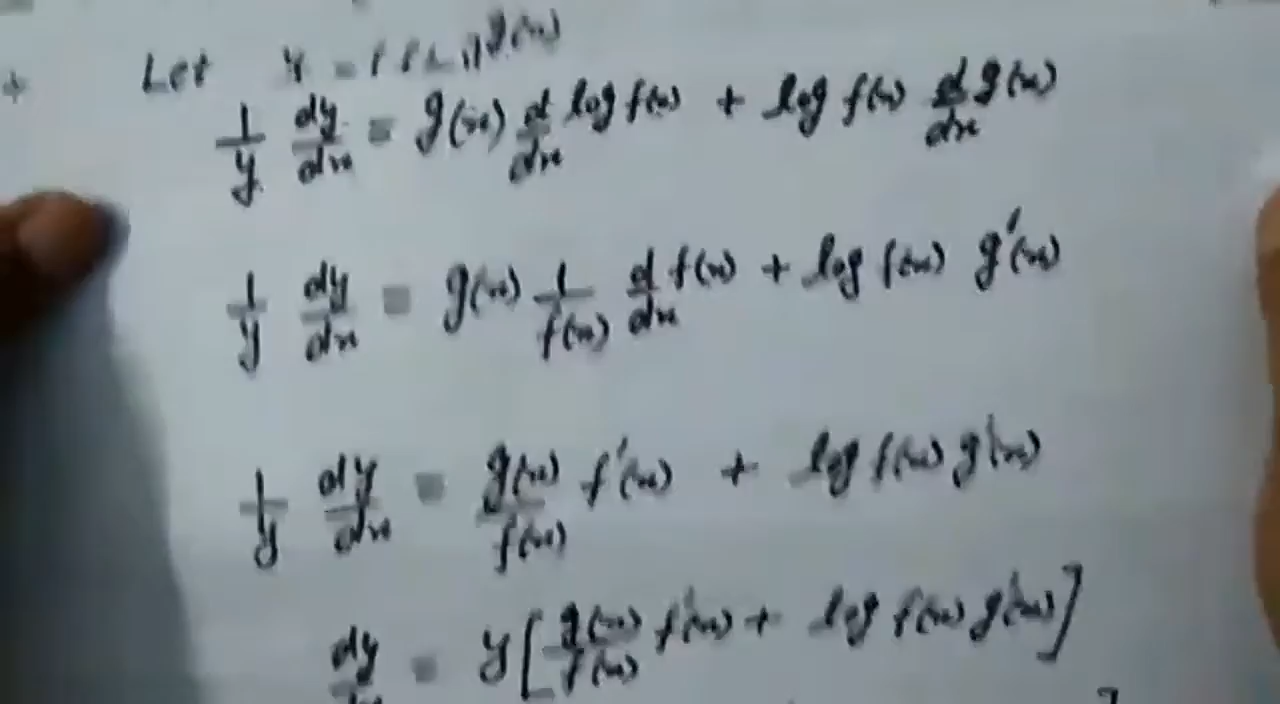 Let y = f(x)^g(x)
1/y dy/dx = g(x) d/dx log f(x) + log f(x) d/dx g(x)
1/y dy/dx = g(x) 1/f(x) d/dx f(x) + log f(x) g'(x)
1/y dy/dx = g(x)/f(x) f'(x) + log f(x) g'(x)
dy/dx = y[g(x)/f(x) f'(x) + log f(x) g'(x)]